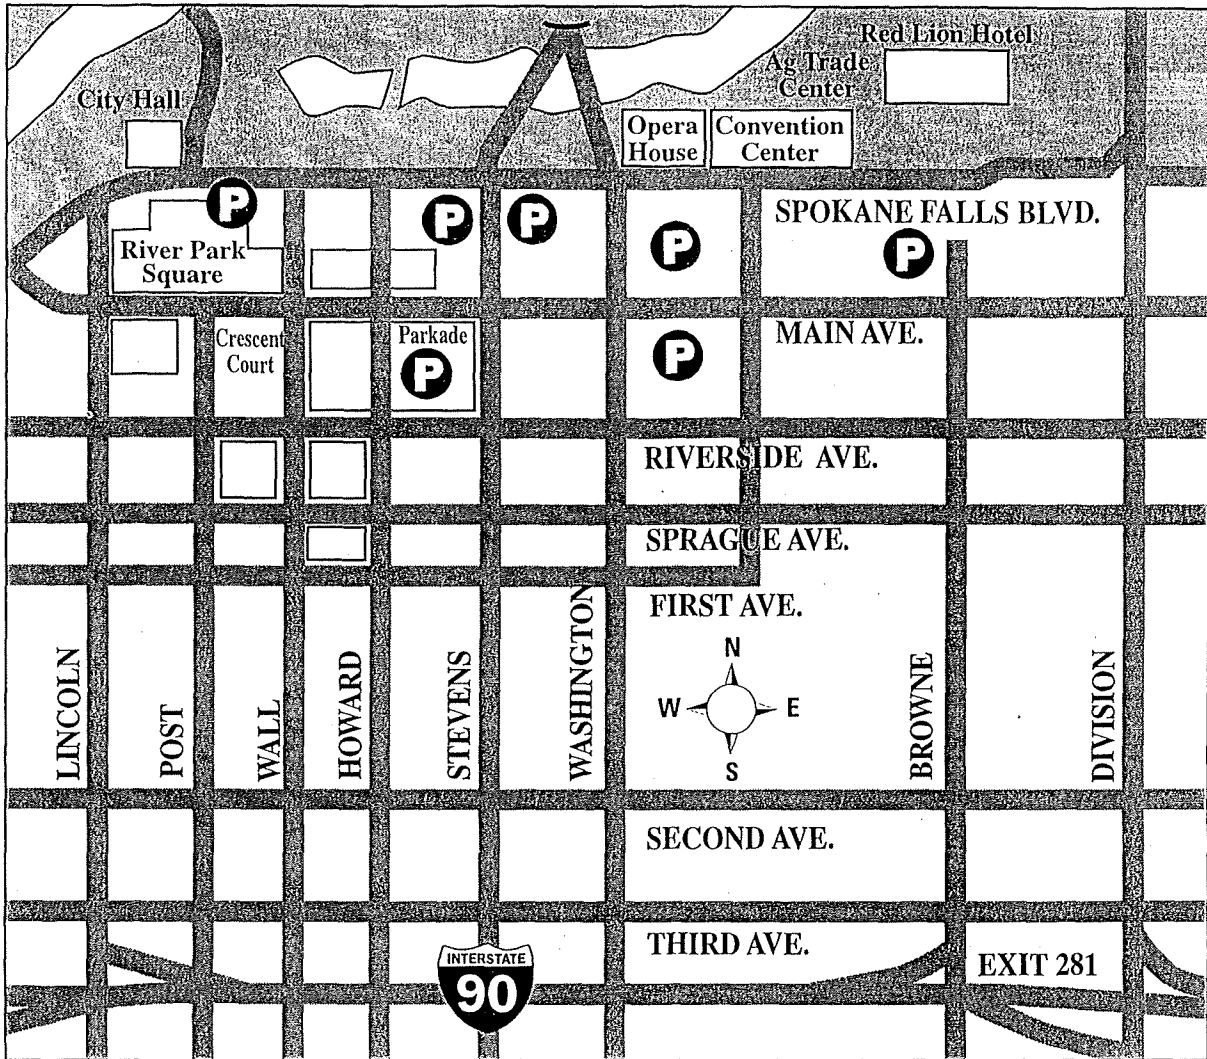 Red Lion Hotel
Ag Trade
Center
City Hall
Opera
House
Convention
Center
P
P
P
P
P
SPOKANE FALLS BLVD.
River Park
Square
MAIN AVE.
Crescent
Court
Parkade
P
P
RIVERSIDE AVE.
SPRAGUE AVE.
FIRST AVE.
LINCOLN
POST
WALL
HOWARD
STEVENS
WASHINGTON
BROWNE
DIVISION
N
W
E
S
SECOND AVE.
THIRD AVE.
INTERSTATE
90
EXIT 281